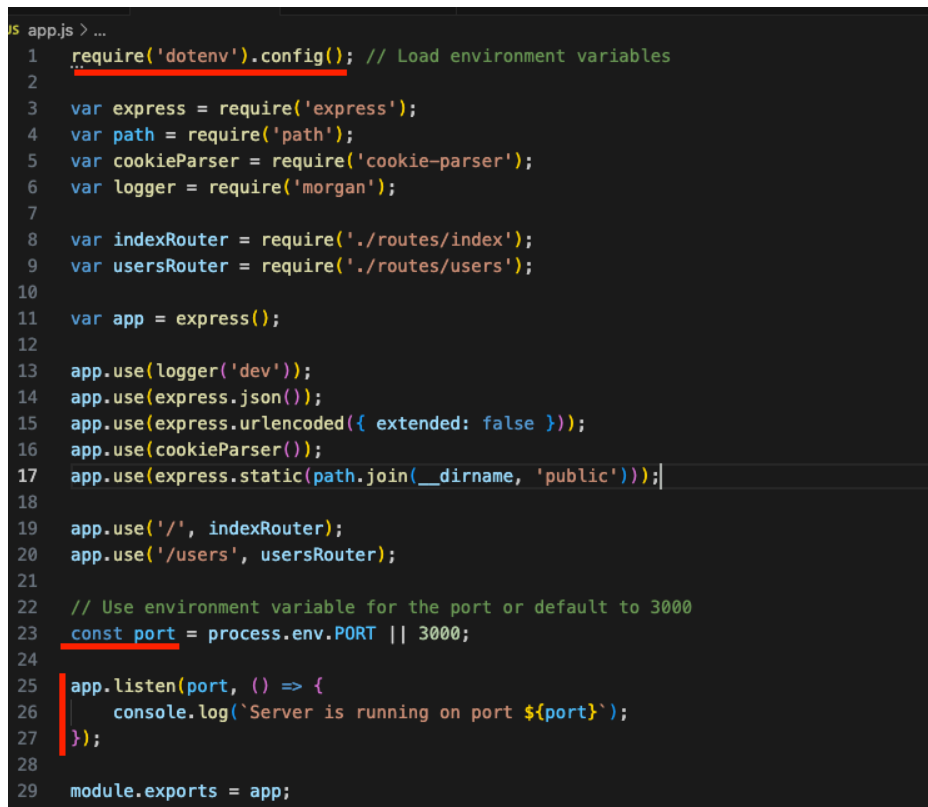 JS app.js > ...
1 require('dotenv').config(); // Load environment variables
2
3 var express = require('express');
4 var path = require('path');
5 var cookieParser = require('cookie-parser');
6 var logger = require('morgan');
7
8 var indexRouter = require('./routes/index');
9 var usersRouter = require('./routes/users');
10
11 var app = express();
12
13 app.use(logger('dev'));
14 app.use(express.json());
15 app.use(express.urlencoded({ extended: false }));
16 app.use(cookieParser());
17 app.use(express.static(path.join(__dirname, 'public')));
18
19 app.use('/', indexRouter);
20 app.use('/users', usersRouter);
21
22 // Use environment variable for the port or default to 3000
23 const port = process.env.PORT || 3000;
24
25 app.listen(port, () => {
26     console.log(`Server is running on port ${port}`);
27 });
28
29 module.exports = app;